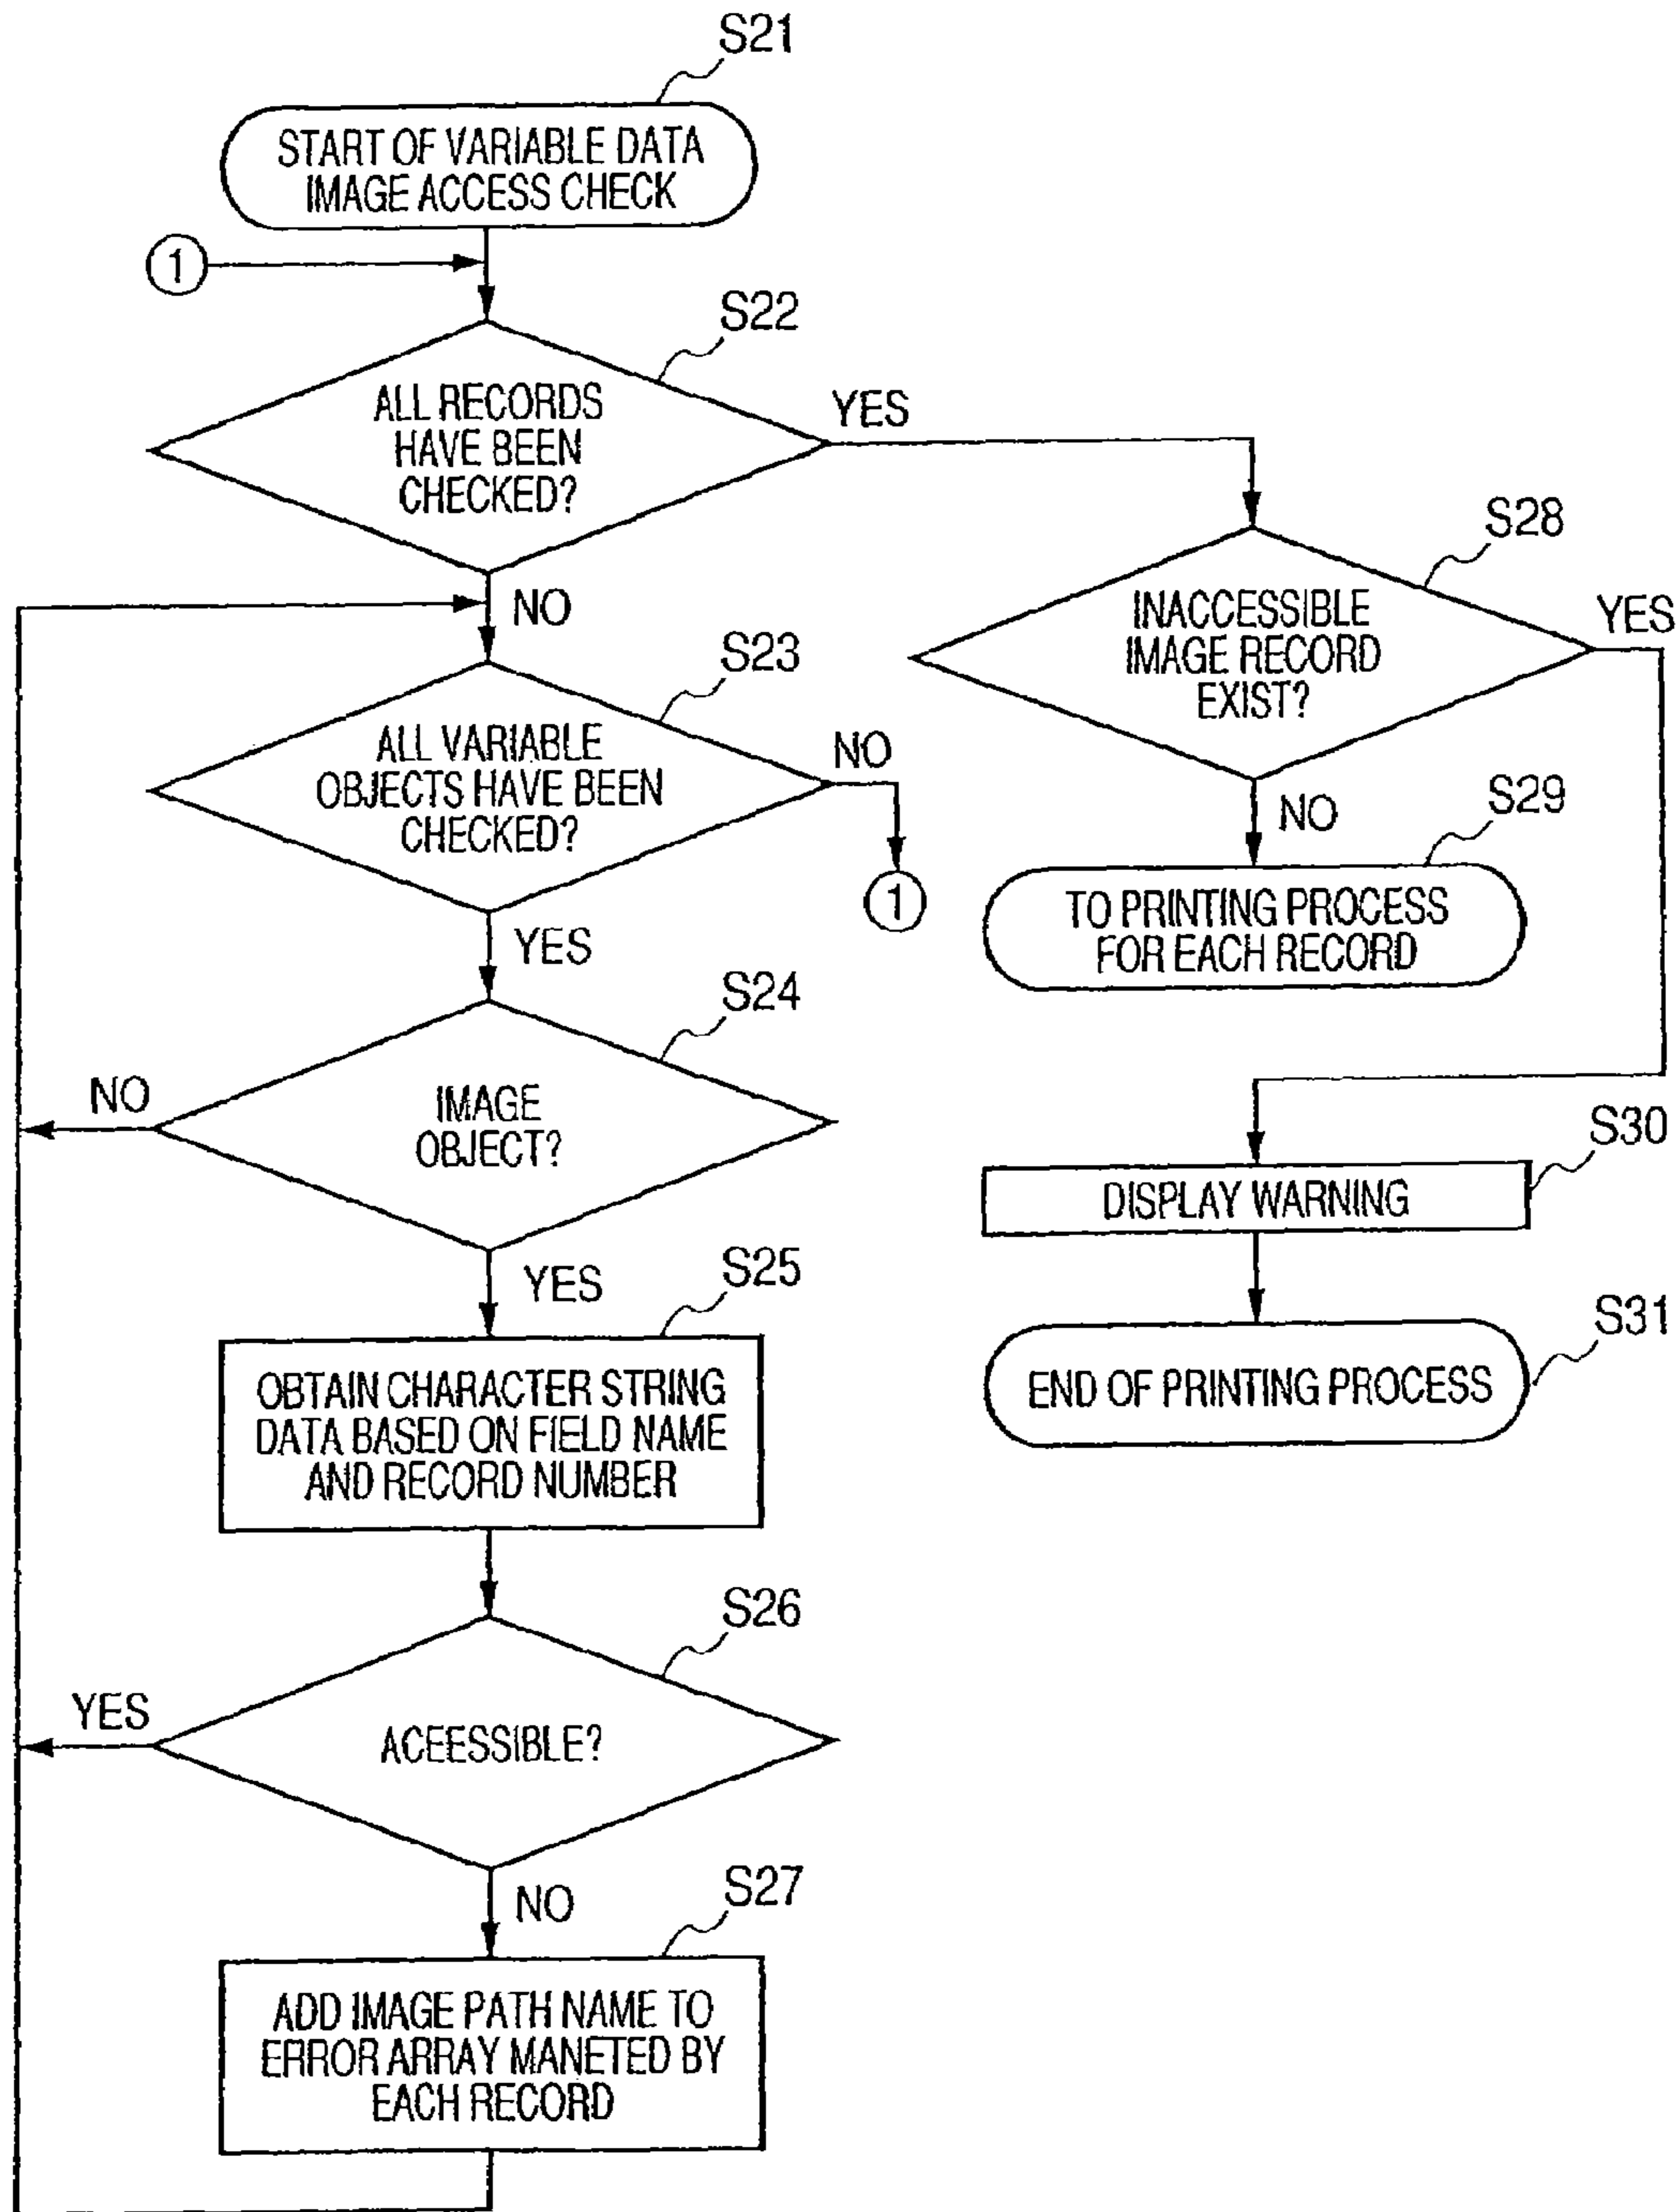 S21
START OF VARIABLE DATA
IMAGE ACCESS CHECK
1
S22
ALL RECORDS
HAVE BEEN
CHECKED?
YES
NO
S23
ALL VARIABLE
OBJECTS HAVE BEEN
CHECKED?
NO
1
YES
S24
IMAGE
OBJECT?
NO
YES
S25
OBTAIN CHARACTER STRING
DATA BASED ON FIELD NAME
AND RECORD NUMBER
S26
ACEESSIBLE?
YES
NO
S27
ADD IMAGE PATH NAME TO
ERROR ARRAY MANETED BY
EACH RECORD
S28
INACCESSIBLE
IMAGE RECORD
EXIST?
YES
NO
S29
TO PRINTING PROCESS
FOR EACH RECORD
S30
DISPLAY WARNING
S31
END OF PRINTING PROCESS